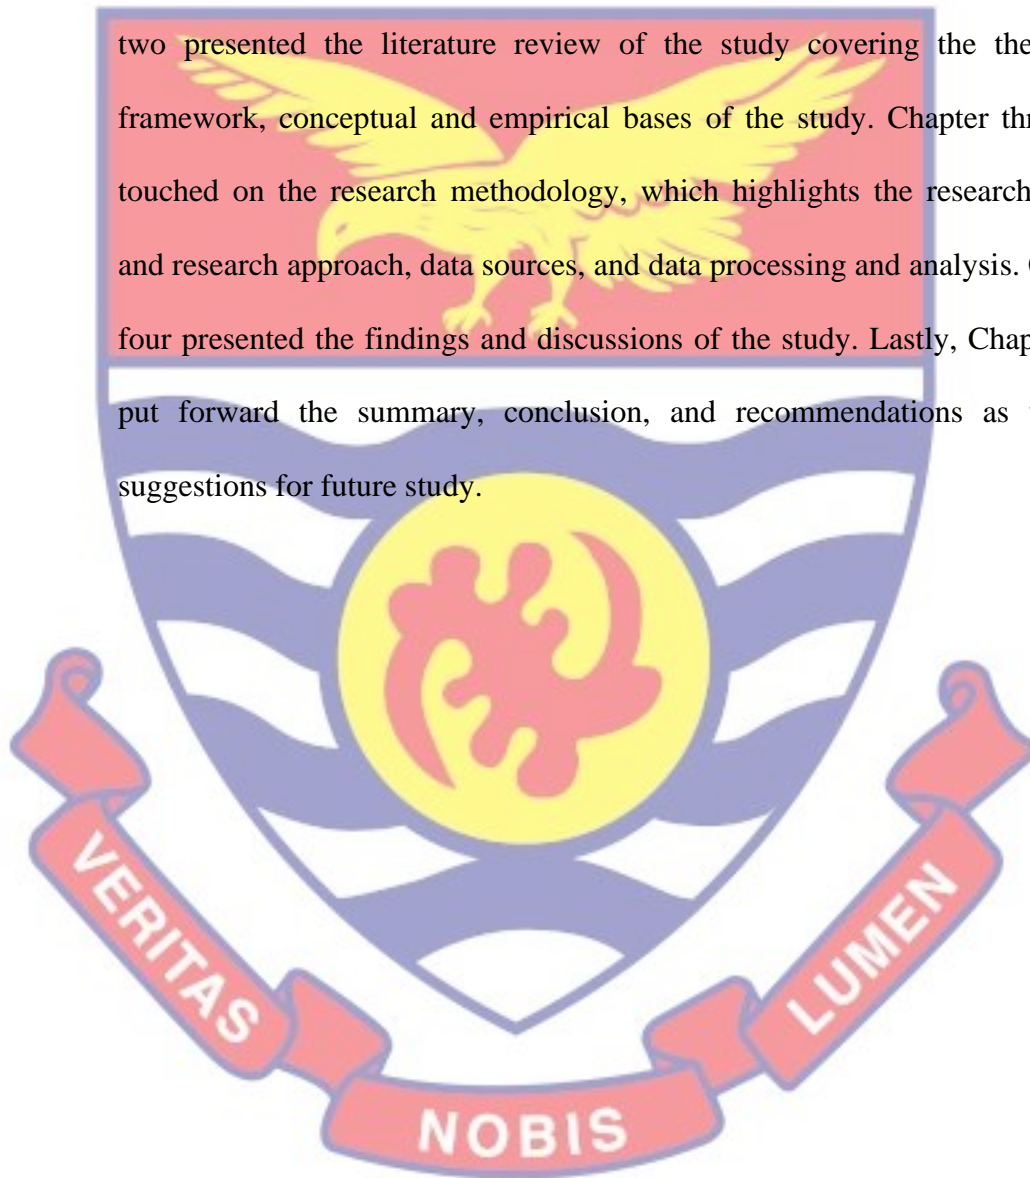 two presented the literature review of the study covering the the
framework, conceptual and empirical bases of the study. Chapter thr
touched on the research methodology, which highlights the research
and research approach, data sources, and data processing and analysis.
four presented the findings and discussions of the study. Lastly, Chap
put forward the summary, conclusion, and recommendations as
suggestions for future study.
VERITAS
NOBIS
LUMEN